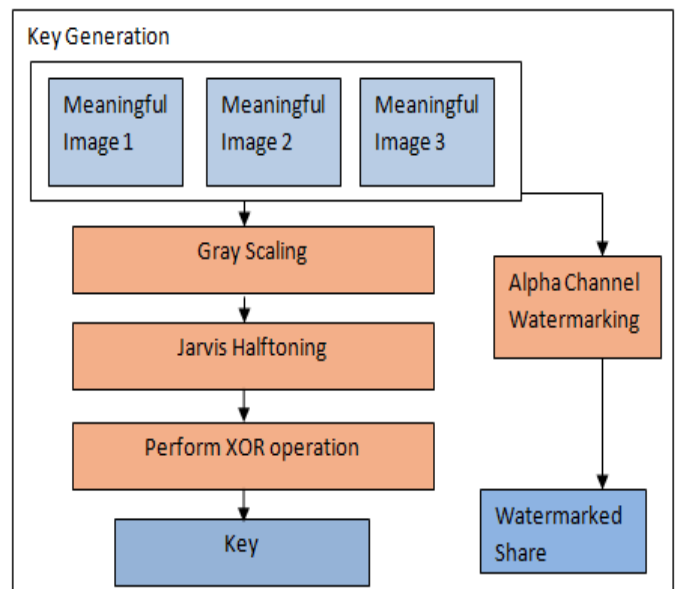 Key Generation
Meaningful
Image 1
Meaningful
Image 2
Meaningful
Image 3
Gray Scaling
Jarvis Halftoning
Perform XOR operation
Key
Alpha Channel
Watermarking
Watermarked
Share